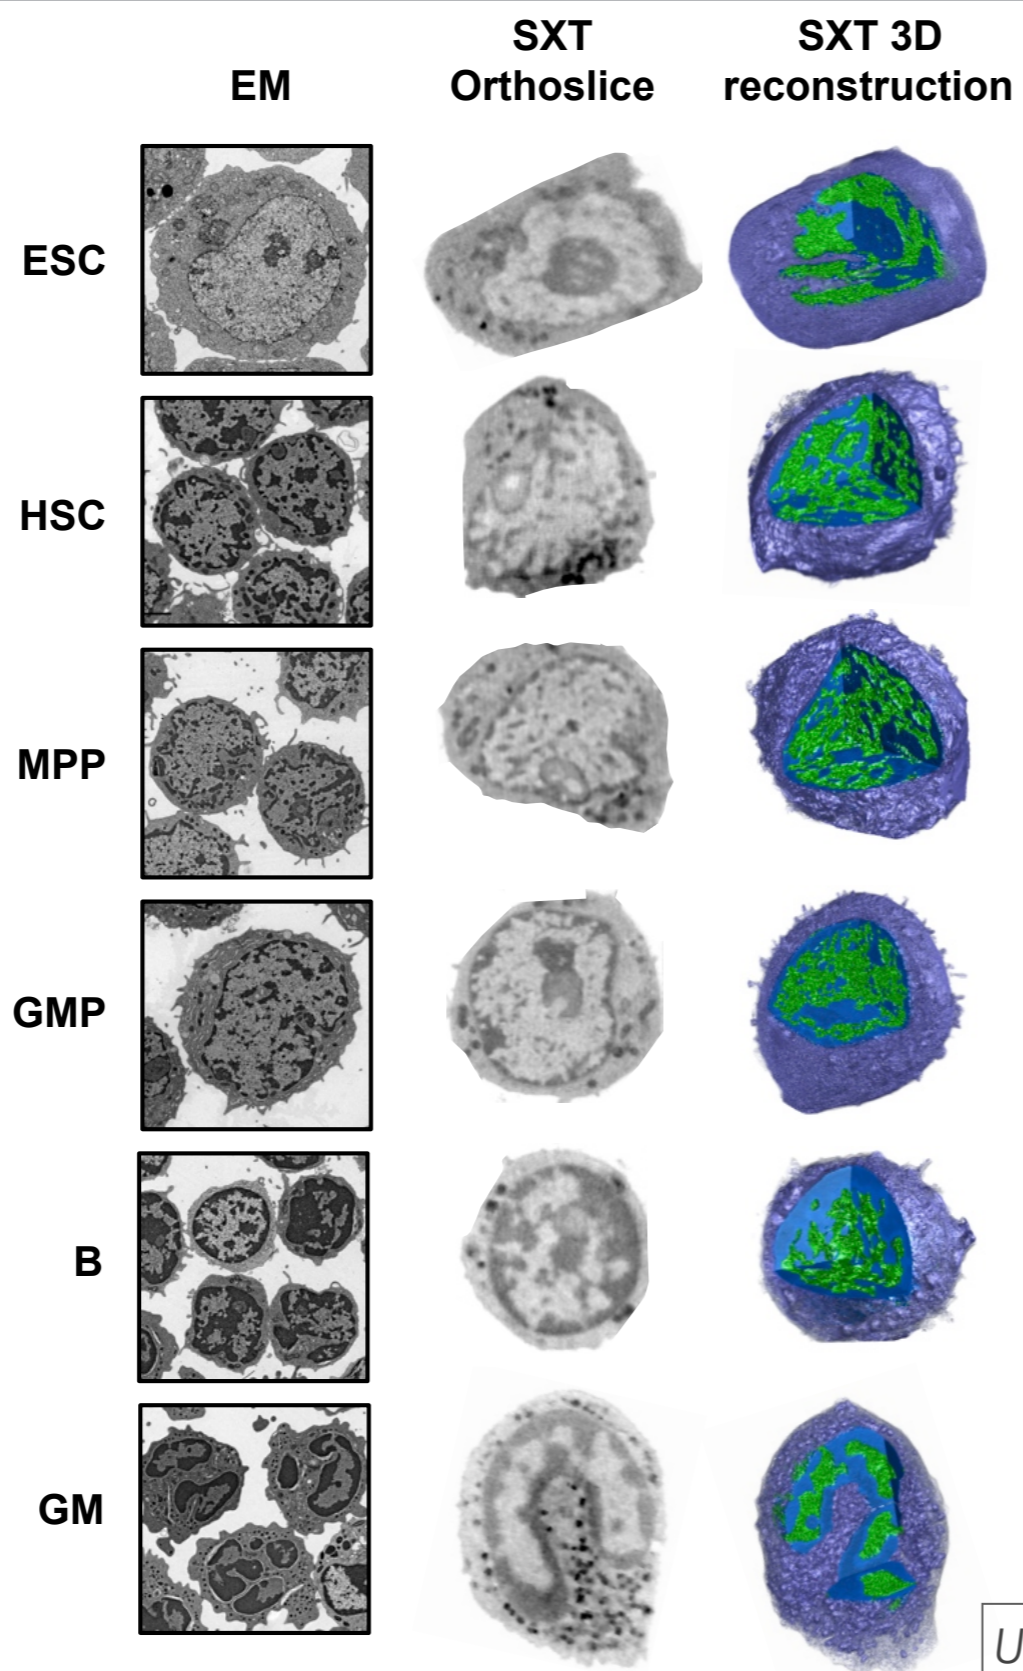 EM
SXT
Orthoslice
SXT 3D
reconstruction
ESC
HSC
MPP
GMP
B
GM
U